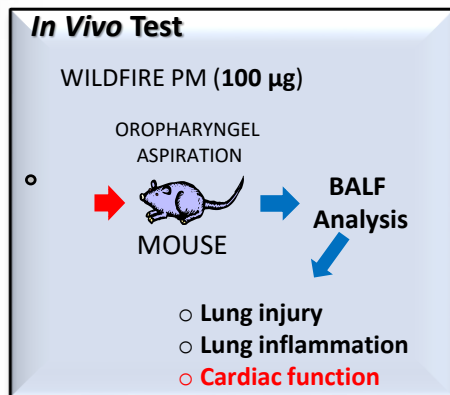 In Vivo Test
WILDFIRE PM (100 µg)
OROPHARYNGEL
ASPIRATION
MOUSE
BALF
Analysis
○ Lung injury
○ Lung inflammation
○ Cardiac function